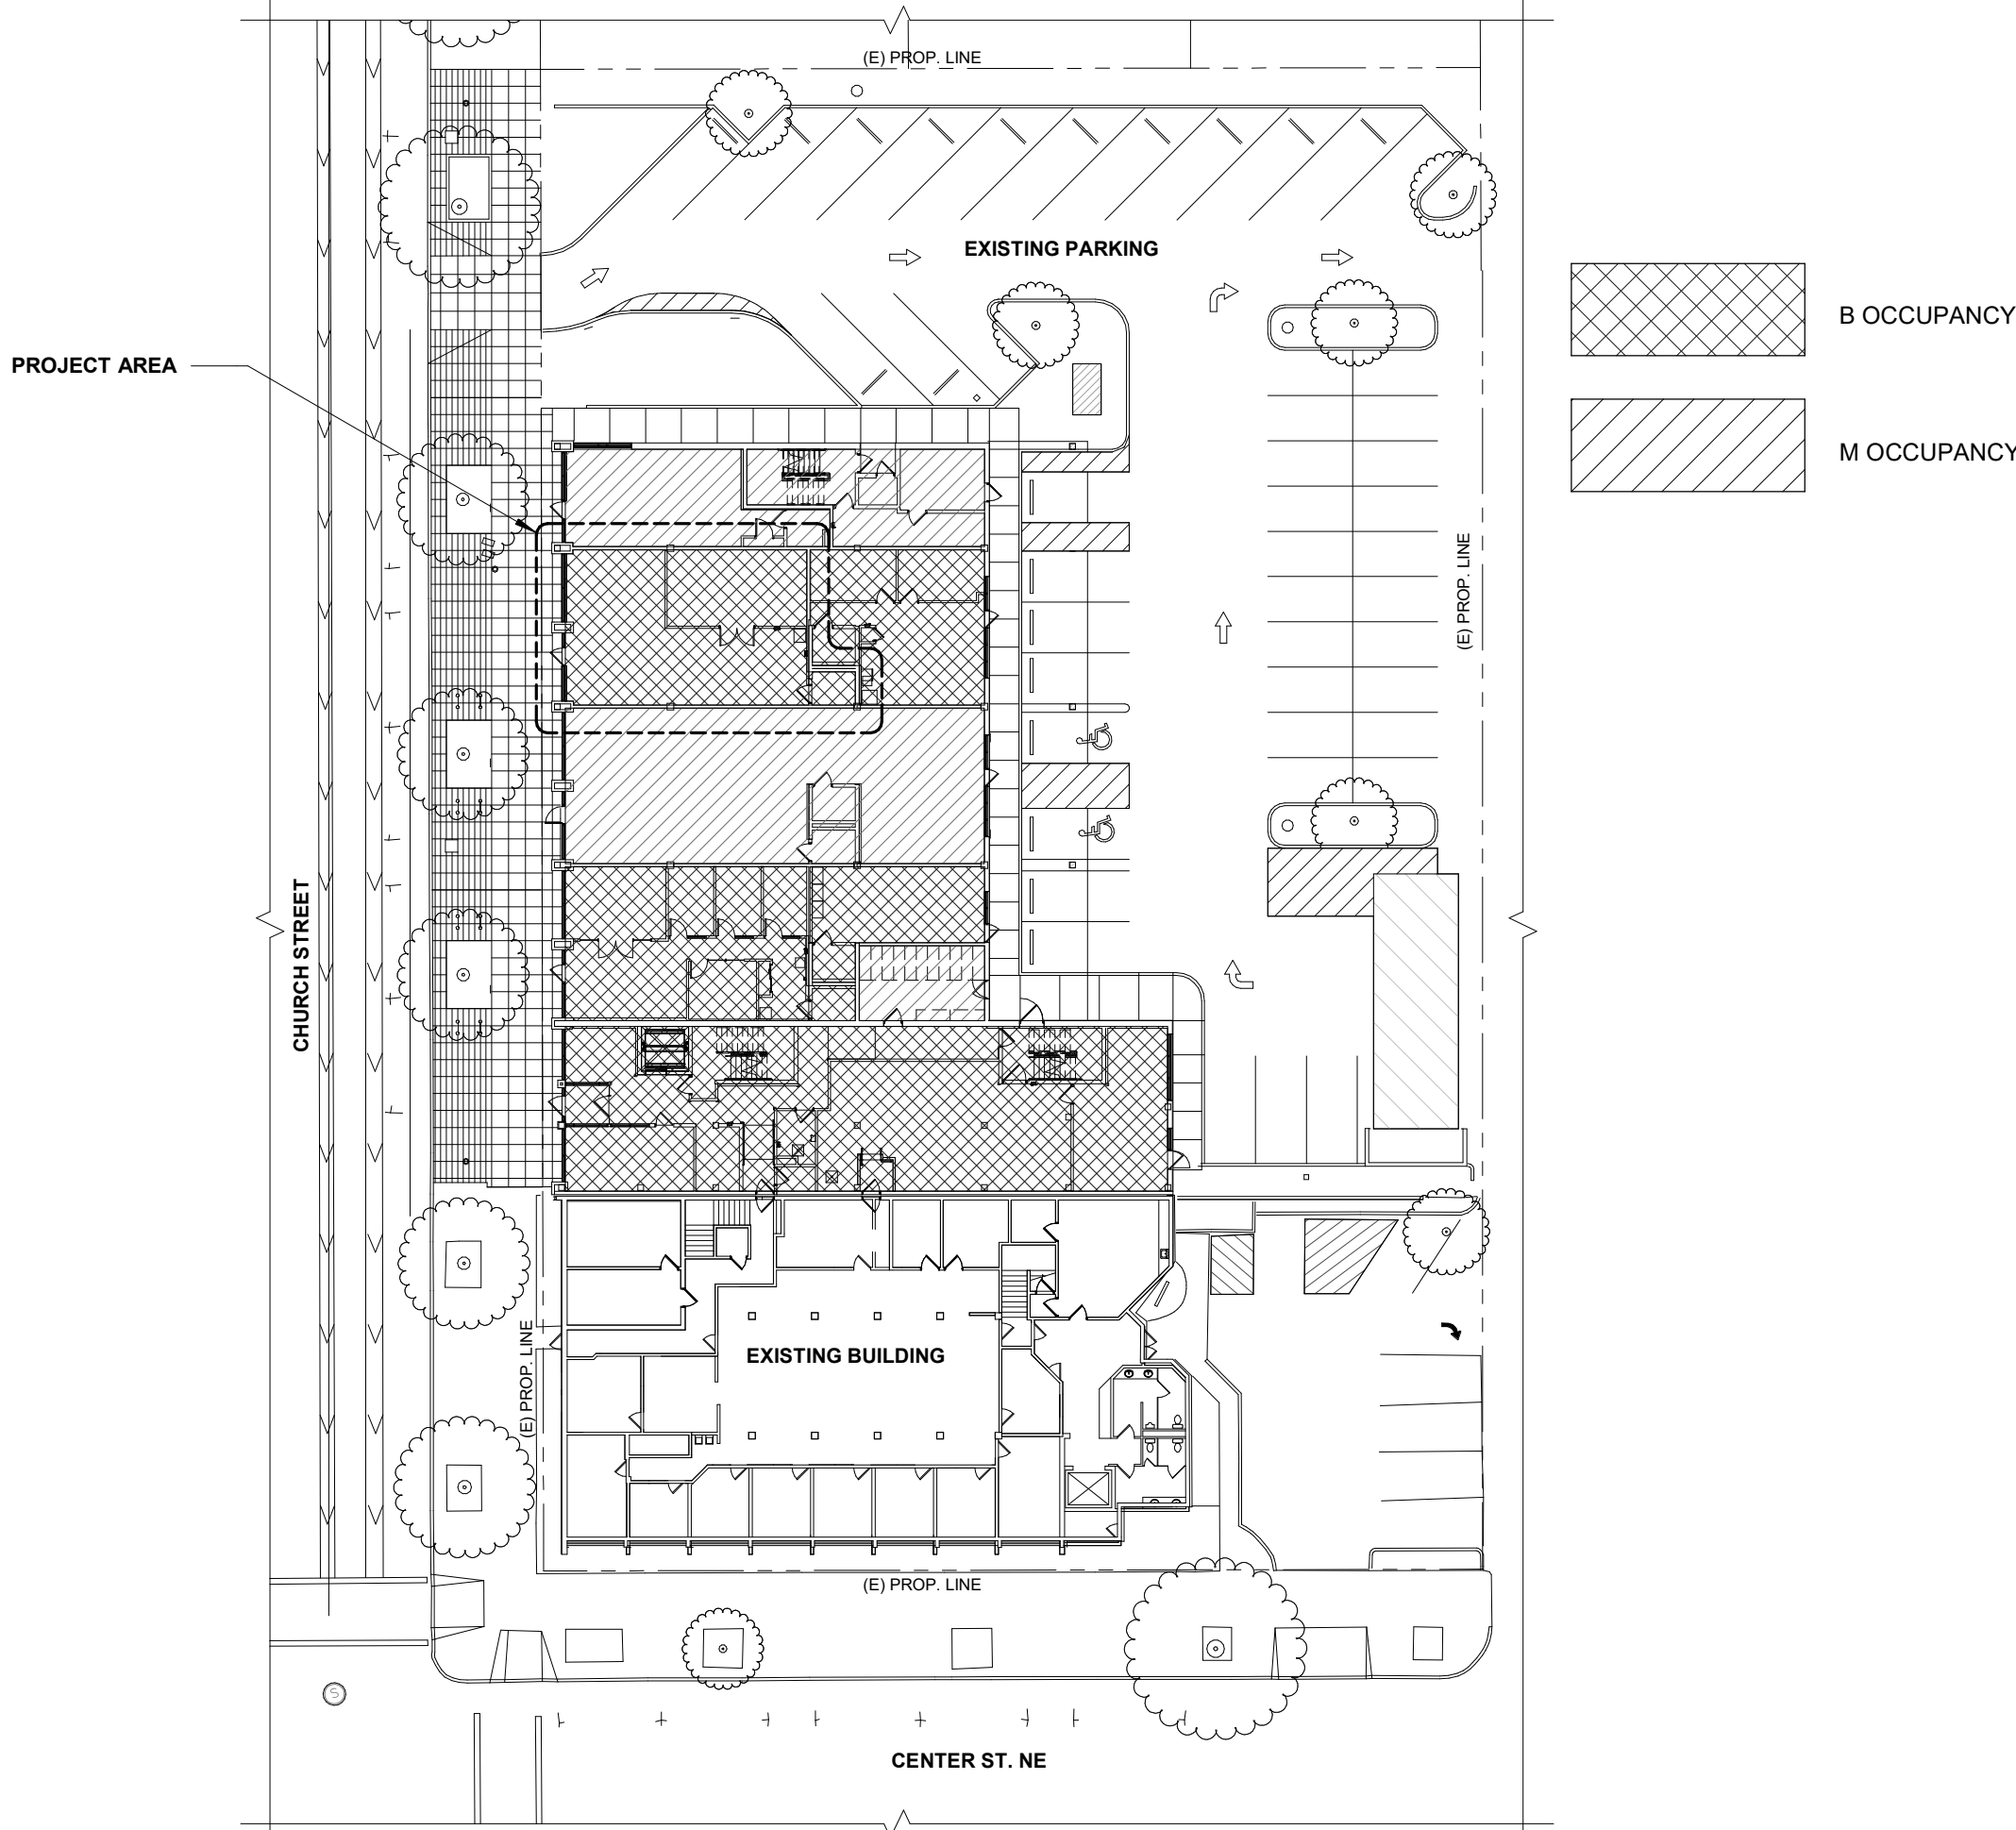 (E) PROP. LINE
EXISTING PARKING
B OCCUPANCY
PROJECT AREA
M OCCUPANCY
(E) PROP. LINE
CHURCH STREET
(E) PROP. LINE
EXISTING BUILDING
(E) PROP. LINE
S
CENTER ST. NE